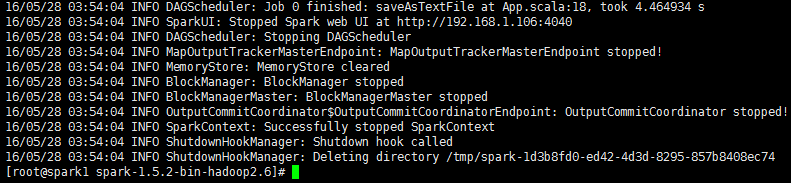 16/05/28 03:54:04 INFO DAGScheduler: Job 0 finished: saveAsTextFile at App.scala:18, took 4.464934 s
16/05/28 03:54:04 INFO SparkUI: Stopped Spark web UI at http://192.168.1.106:4040
16/05/28 03:54:04 INFO DAGScheduler: Stopping DAGScheduler
16/05/28 03:54:04 INFO MapOutputTrackerMasterEndpoint: MapOutputTrackerMasterEndpoint stopped!
16/05/28 03:54:04 INFO MemoryStore: MemoryStore cleared
16/05/28 03:54:04 INFO BlockManager: BlockManager stopped
16/05/28 03:54:04 INFO BlockManagerMaster: BlockManagerMaster stopped
16/05/28 03:54:04 INFO OutputCommitCoordinator$OutputCommitCoordinatorEndpoint: OutputCommitCoordinator stopped!
16/05/28 03:54:04 INFO SparkContext: Successfully stopped SparkContext
16/05/28 03:54:04 INFO ShutdownHookManager: Shutdown hook called
16/05/28 03:54:04 INFO ShutdownHookManager: Deleting directory /tmp/spark-1d3b8fd0-ed42-4d3d-8295-857b8408ec74
[root@spark1 spark-1.5.2-bin-hadoop2.6]#